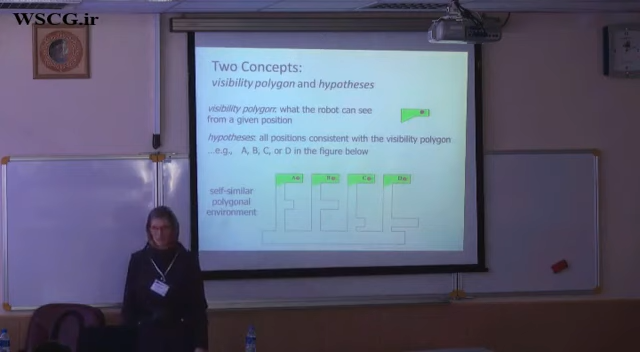 WSCG.ir
Two Concepts:
visibility polygon and hypotheses
visibility polygon: what the robot can see
from a given position
hypotheses: all positions consistent with the visibility polygon
...e.g., A, B, C, or D in the figure below
self-similar
polygonal
environment
A B C D